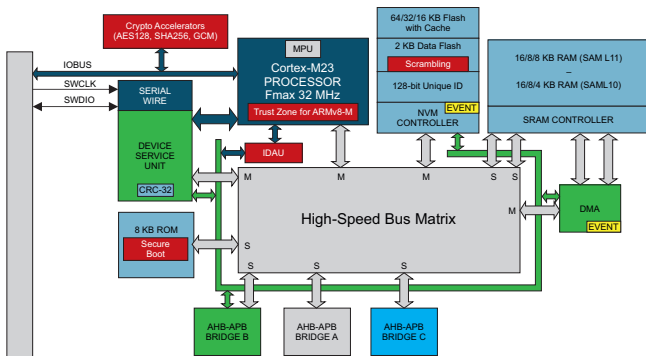 Crypto Accelerators
(AES128, SHA256, GCM)
IOBUS
SWCLK
SWDIO
SERIAL
WIRE
DEVICE
SERVICE
UNIT
CRC-32
MPU
Cortex-M23
PROCESSOR
Fmax 32 MHz
Trust Zone for ARMv8-M
IDAU
64/32/16 KB Flash
with Cache
2 KB Data Flash
Scrambling
128-bit Unique ID
EVENT
NVM
CONTROLLER
16/8/8 KB RAM (SAM L11)
–
16/8/4 KB RAM (SAML10)
SRAM CONTROLLER
M
M
M
S
S
High-Speed Bus Matrix
M
DMA
EVENT
8 KB ROM
Secure
Boot
S
S
S
S
AHB-APB
BRIDGE B
AHB-APB
BRIDGE A
AHB-APB
BRIDGE C